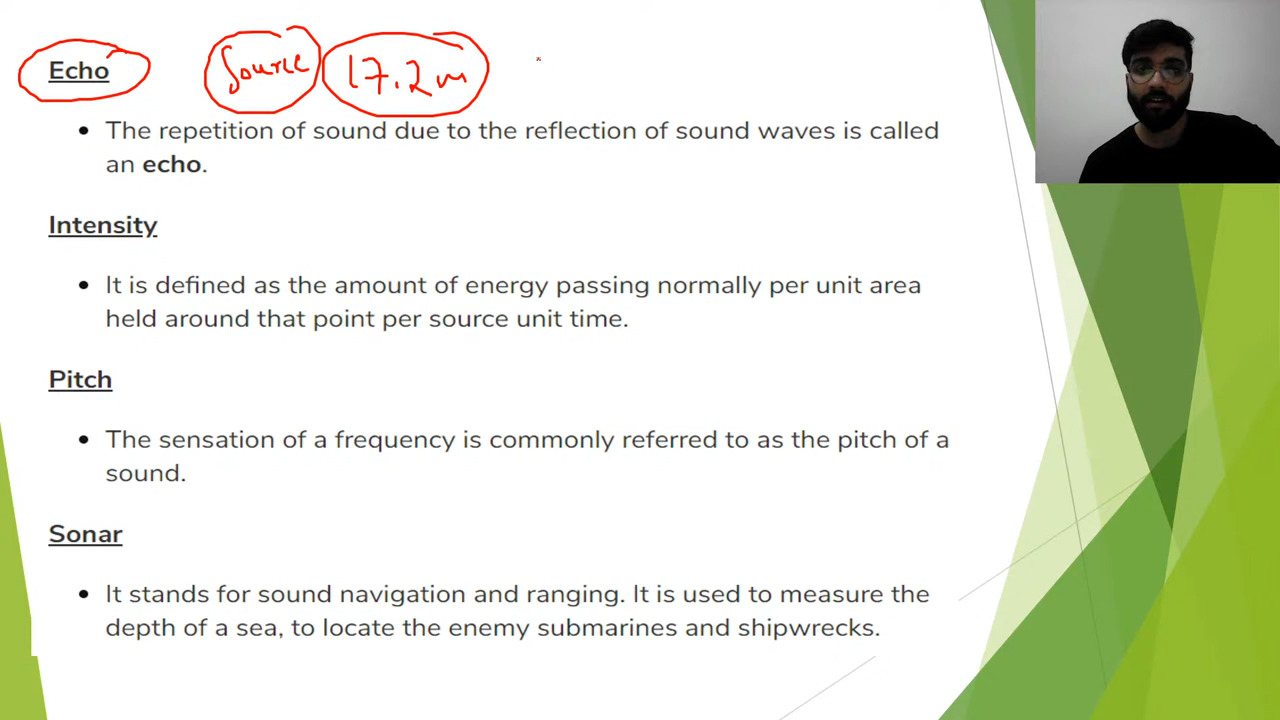 Echo Source 17.2m
• The repetition of sound due to the reflection of sound waves is called
an echo.
Intensity
• It is defined as the amount of energy passing normally per unit area
held around that point per source unit time.
Pitch
• The sensation of a frequency is commonly referred to as the pitch of a
sound.
Sonar
• It stands for sound navigation and ranging. It is used to measure the
depth of a sea, to locate the enemy submarines and shipwrecks.